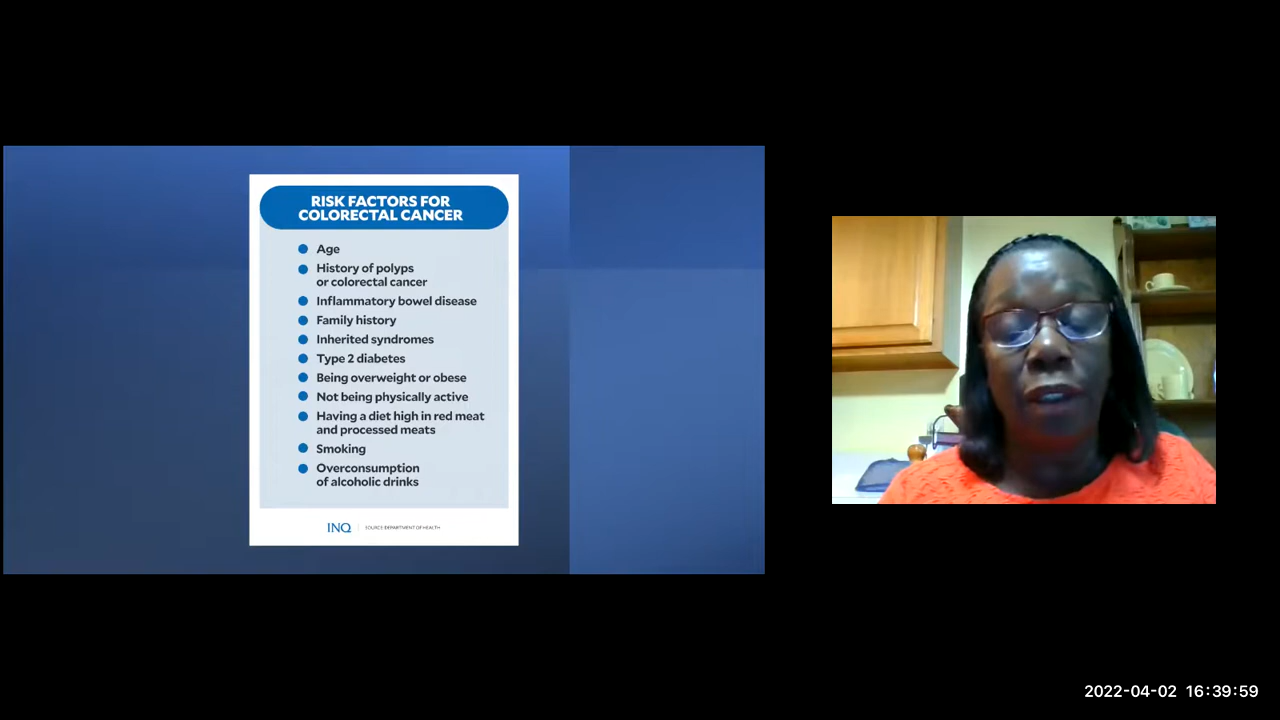 RISK FACTORS FOR
COLORECTAL CANCER
Age
History of polyps
or colorectal cancer
Inflammatory bowel disease
Family history
Inherited syndromes
Type 2 diabetes
Being overweight or obese
Not being physically active
Having a diet high in red meat
and processed meats
Smoking
Overconsumption
of alcoholic drinks
INQ
SOURCE: DEPARTMENT OF HEALTH
2022-04-02 16:39:59